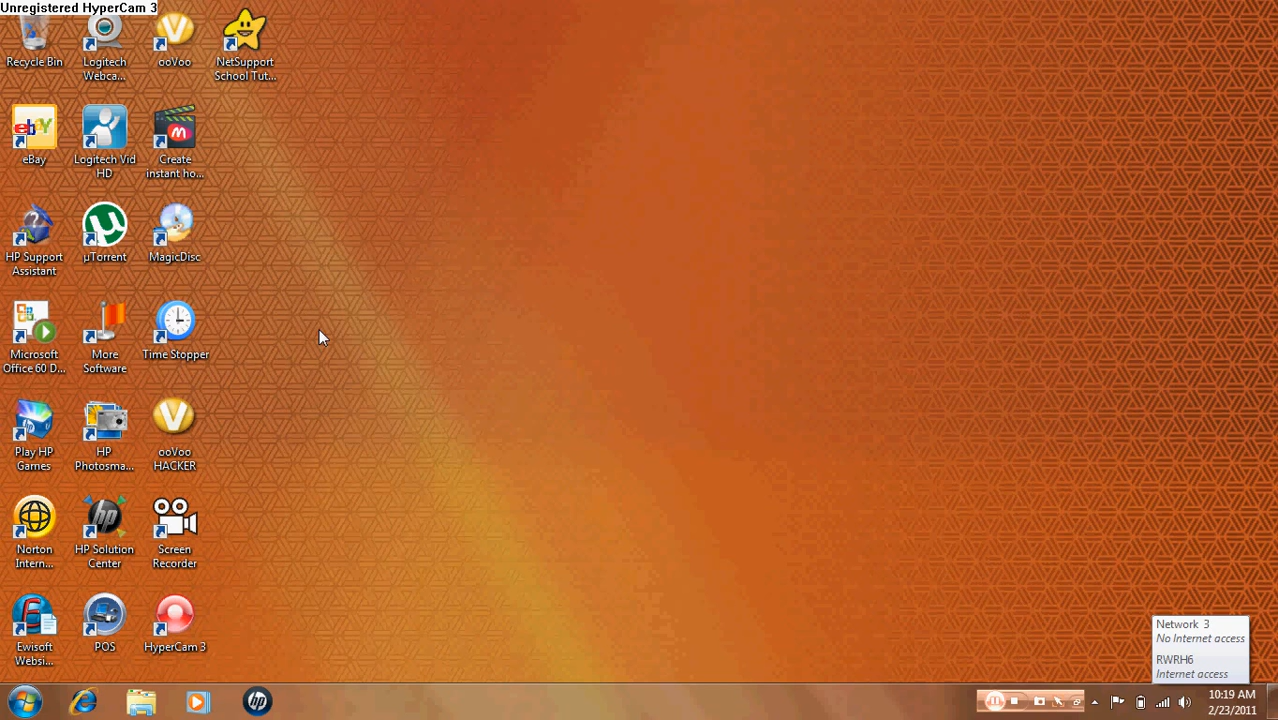 Unregistered HyperCam 3
Recycle Bin
Logitech
Webca...
ooVoo
NetSupport
School Tut...
ebY
eBay
Logitech Vid
HD
m
Create
instant ho...
HP Support
Assistant
µ
µTorrent
MagicDisc
Microsoft
Office 60 D...
More
Software
Time Stopper
Play HP
Games
HP
Photosma...
V
ooVoo
HACKER
Norton
Intern...
hp
HP Solution
Center
Screen
Recorder
Ewisoft
Websi...
POS
HyperCam 3
Network 3
No Internet access
RWRH6
Internet access
hp
10:19 AM
2/23/2011